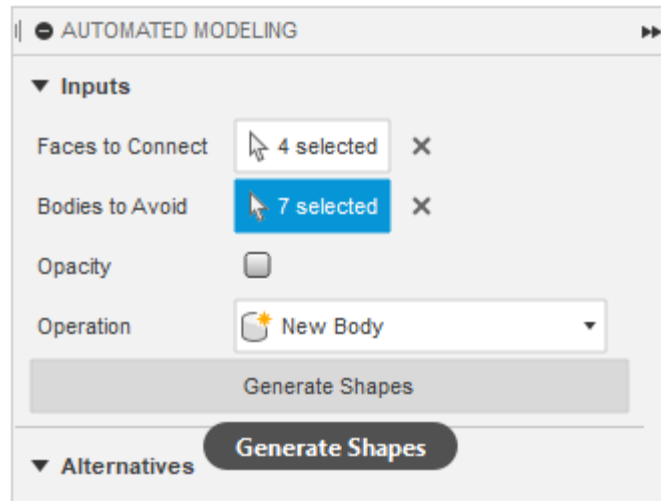 AUTOMATED MODELING
Inputs
Faces to Connect 4 selected
Bodies to Avoid 7 selected
Opacity
Operation New Body
Generate Shapes
Generate Shapes
Alternatives